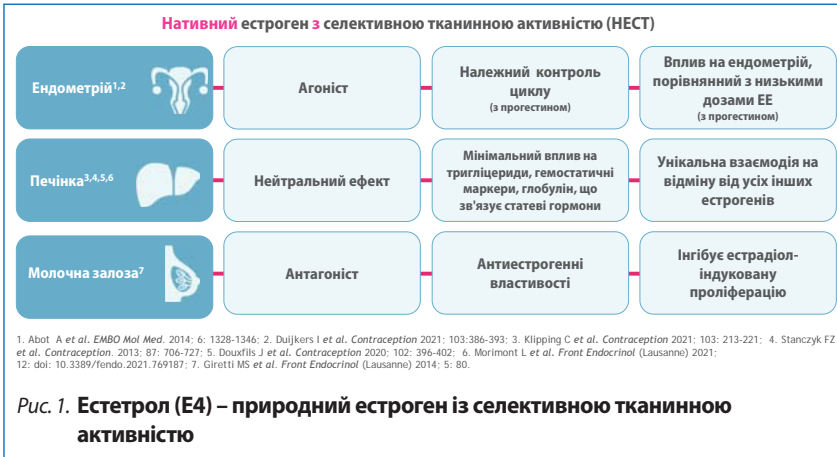 Нативний естроген з селективною тканинною активністю (НЕСТ)
Ендометрій1,2
Агоніст
Належний контроль
циклу
(з прогестином)
Вплив на ендометрій,
порівнянний з низькими
дозами ЕЕ
(з прогестином)
Печінка3,4,5,6
Нейтральний ефект
Мінімальний вплив на
тригліцериди, гемостатичні
маркери, глобулін, що
зв'язує статеві гормони
Унікальна взаємодія на
відміну від усіх інших
естрогенів
Молочна залоза7
Антагоніст
Антиестрогенні
властивості
Інгібує естрадіол-
індуковану
проліферацію
1. Abot A et al. EMBO Mol Med. 2014; 6: 1328-1346; 2. Duijkers I et al. Contraception 2021; 103:386-393; 3. Klipping C et al. Contraception 2021; 103: 213-221; 4. Stanczyk FZ
et al. Contraception. 2013; 87: 706-727; 5. Douxfils J et al. Contraception 2020; 102: 396-402; 6. Morimont L et al. Front Endocrinol (Lausanne) 2021;
12: doi: 10.3389/fendo.2021.769187; 7. Giretti MS et al. Front Endocrinol (Lausanne) 2014; 5: 80.
Рис. 1. Естетрол (Е4) – природний естроген із селективною тканинною
активністю